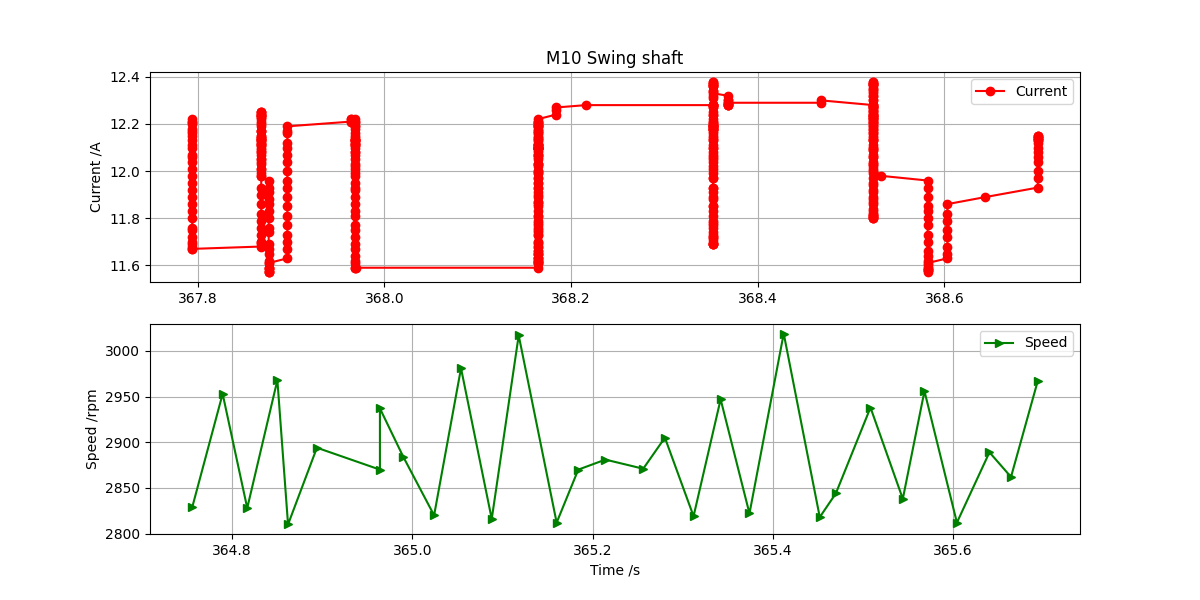 M10 Swing shaft
Current /A
12.4
12.2
12.0
11.8
11.6
Current
367.8 368.0 368.2 368.4 368.6
Speed /rpm
3000
2950
2900
2850
2800
Speed
364.8 365.0 365.2 365.4 365.6
Time /s